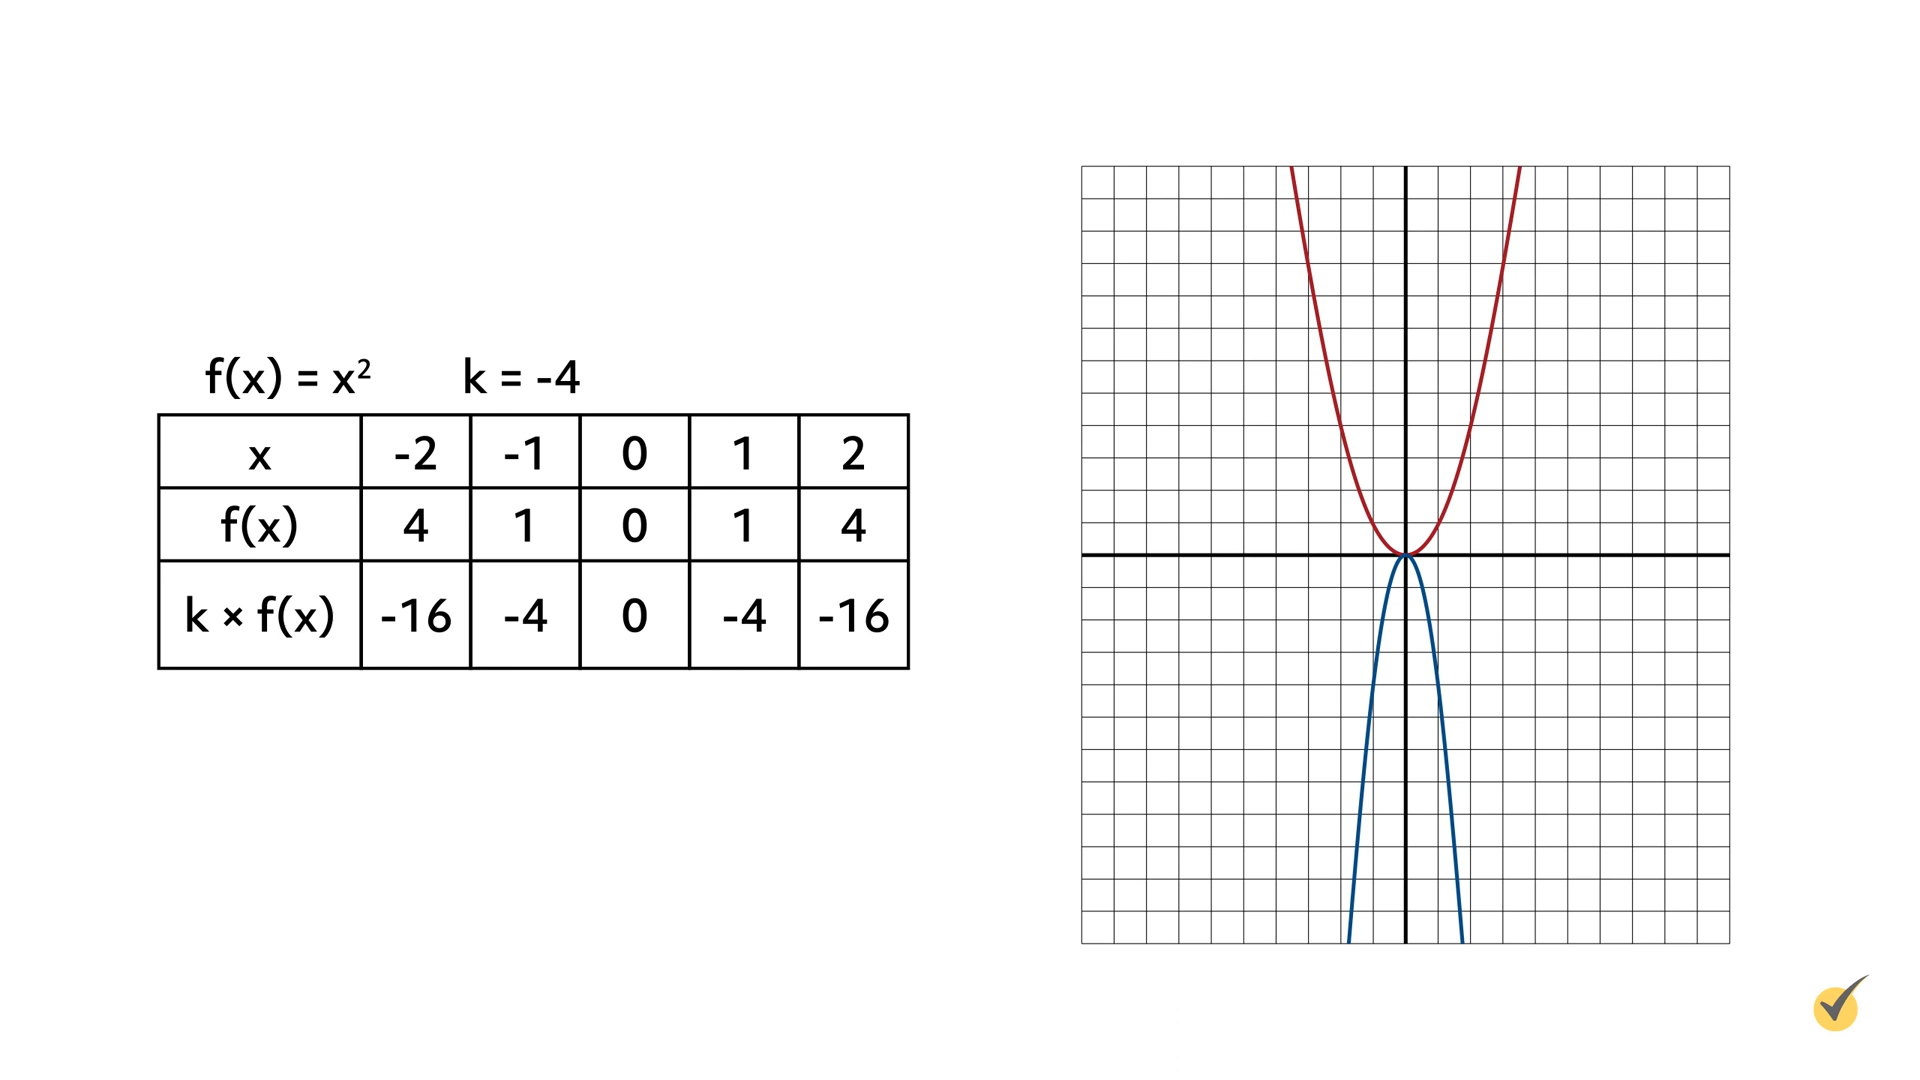 f(x) = x² k = -4
x -2 -1 0 1 2
f(x) 4 1 0 1 4
k × f(x) -16 -4 0 -4 -16